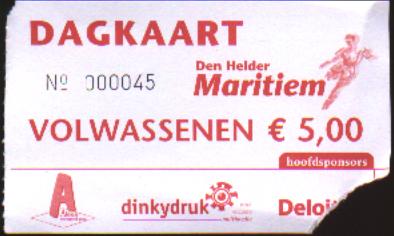 DAGKAART
Nº 000045
Den Helder
Maritiem
VOLWASSENEN € 5,00
hoofdsponsors
A
dinkydruk
Deloi